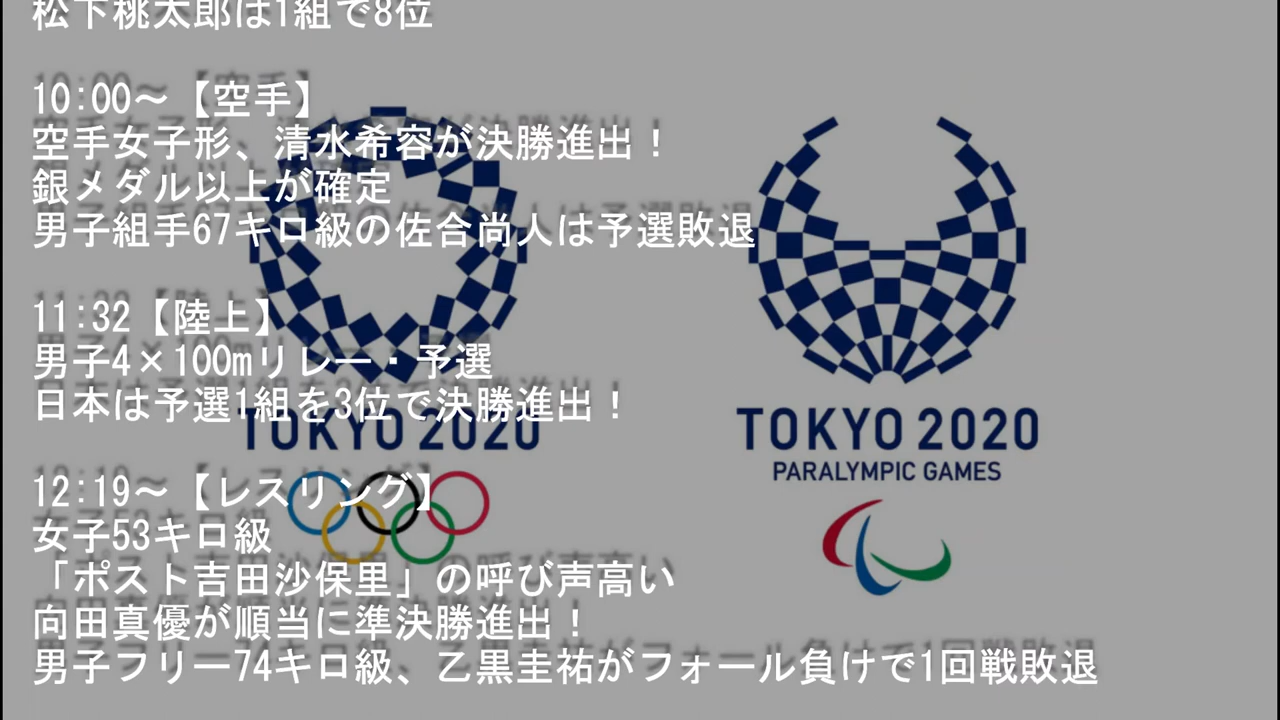 松下桃太郎は1組で8位
10:00～【空手】
空手女子形、清水希容が決勝進出！
銀メダル以上が確定
男子組手67キロ級の佐合尚人は予選敗退
11:32【陸上】
男子4×100mリレー・予選
日本は予選1組を3位で決勝進出！
TOKYO 2020
TOKYO 2020
PARALYMPIC GAMES
12:19～【レスリング】
女子53キロ級
「ポスト吉田沙保里」の呼び声高い
向田真優が順当に準決勝進出！
男子フリー74キロ級、乙黒圭祐がフォール負けで1回戦敗退